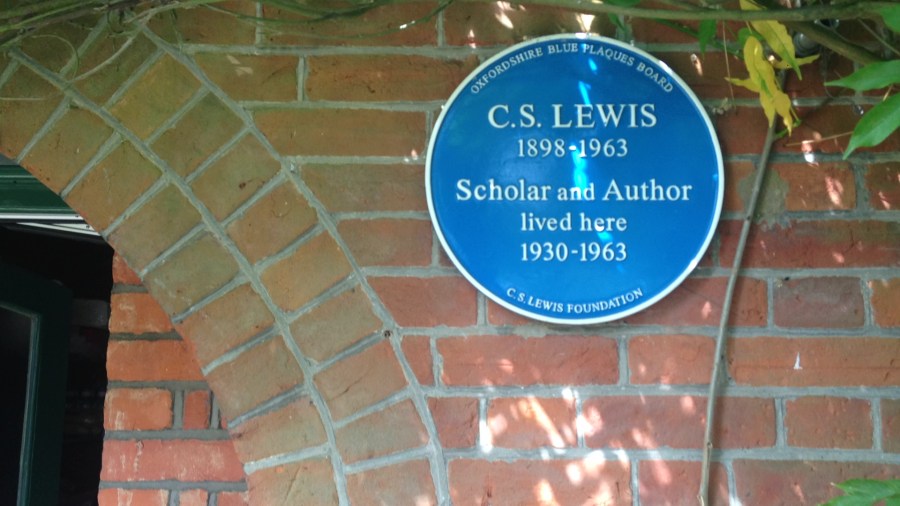 OXFORDSHIRE BLUE PLAQUES BOARD
C.S. LEWIS
1898-1963
Scholar and Author
lived here
1930-1963
C.S. LEWIS FOUNDATION